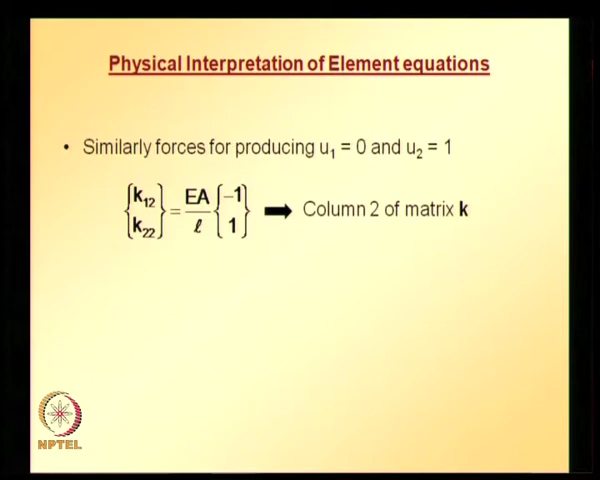 Physical Interpretation of Element equations
• Similarly forces for producing u₁ = 0 and u₂ = 1
{k₁₂ k₂₂} = EA/ℓ {−1 1} ➡ Column 2 of matrix k
NPTEL